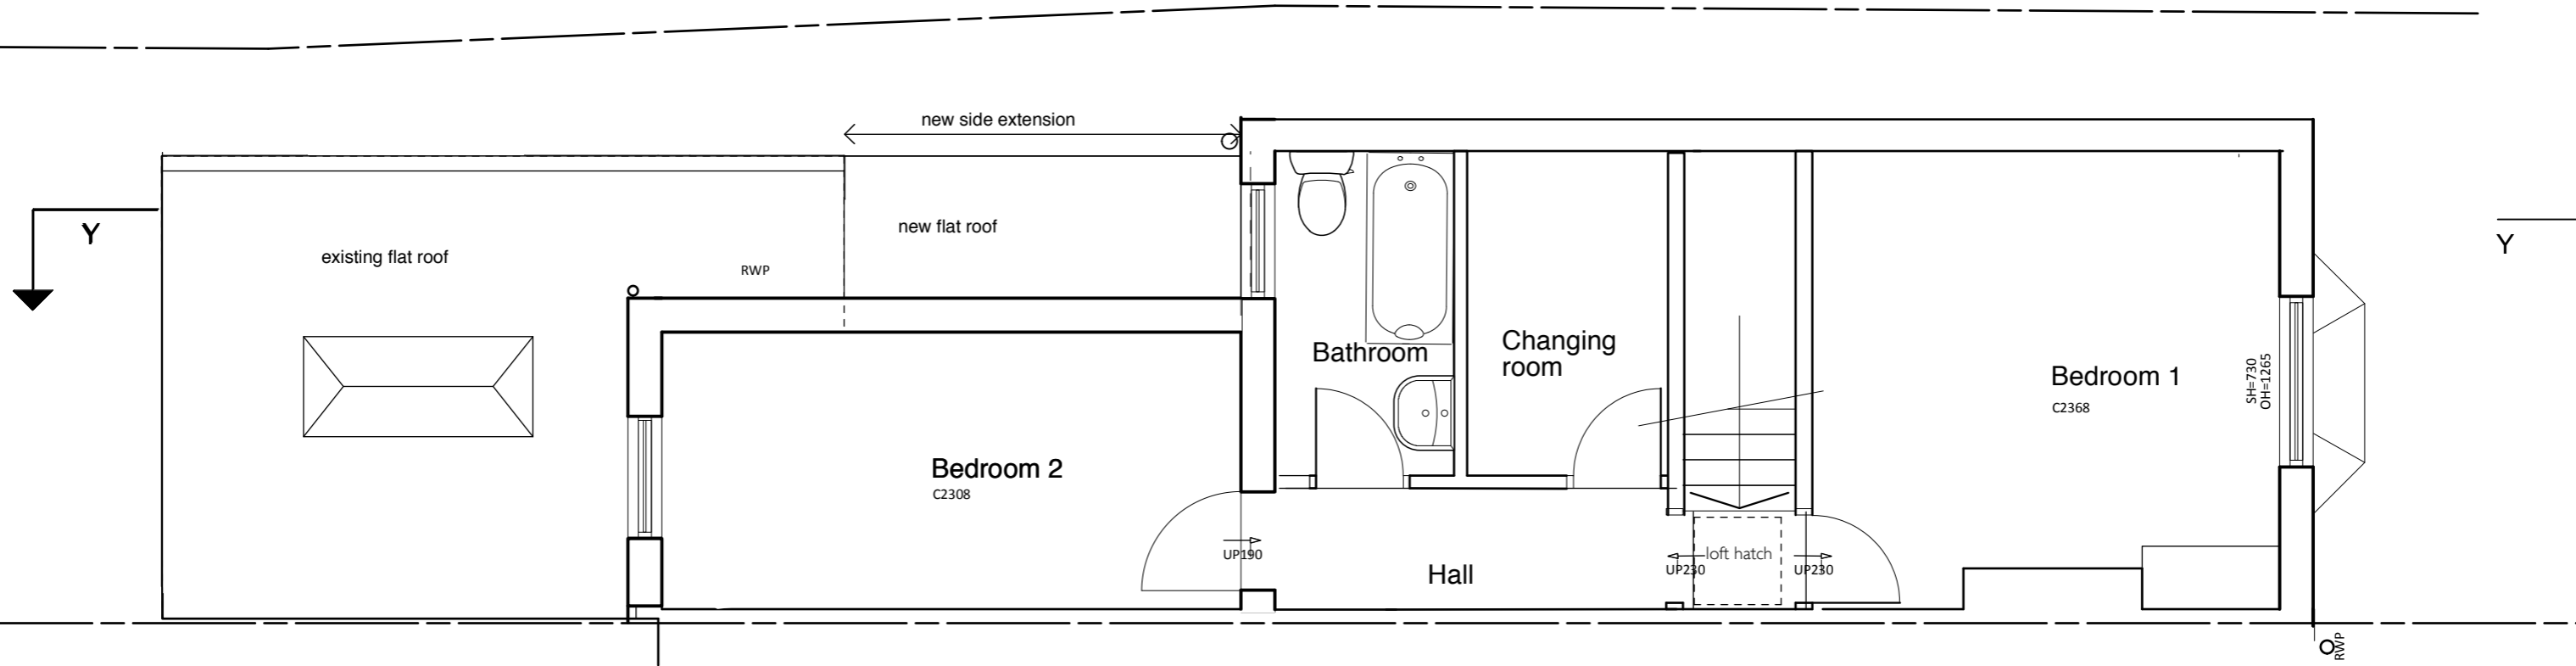 new side extension
new flat roof
Y
existing flat roof
RWP
Y
Bathroom
Changing
room
Bedroom 1
C2368
SH=730
OH=1265
Bedroom 2
C2308
UP190
Hall
UP230
loft hatch
UP230
RWP